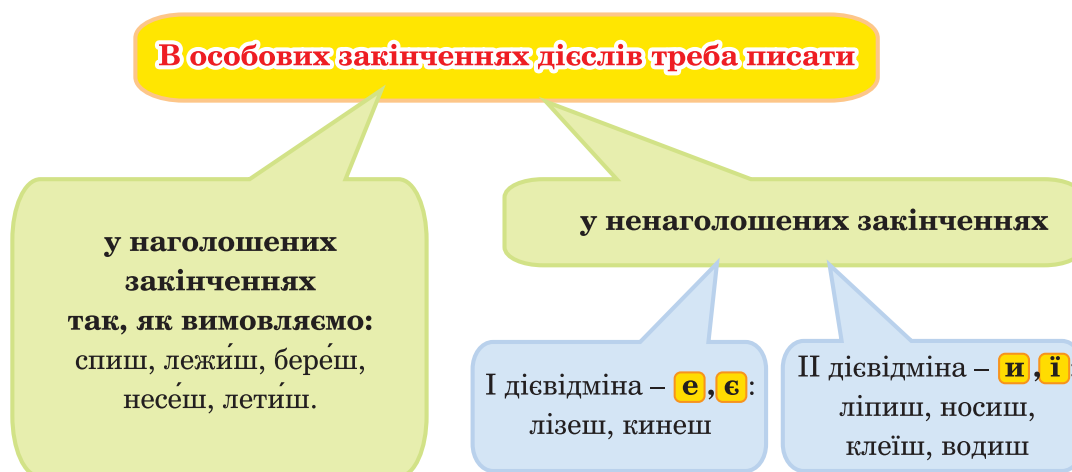 В особових закінченнях дієслів треба писати
у наголошених
закінченнях
так, як вимовляємо:
спиш, лежи́ш, бере́ш,
несе́ш, лети́ш.
у ненаголошених закінченнях
І дієвідміна – е, є:
лізеш, кинеш
ІІ дієвідміна – и, ї:
ліпиш, носиш,
клеїш, водиш